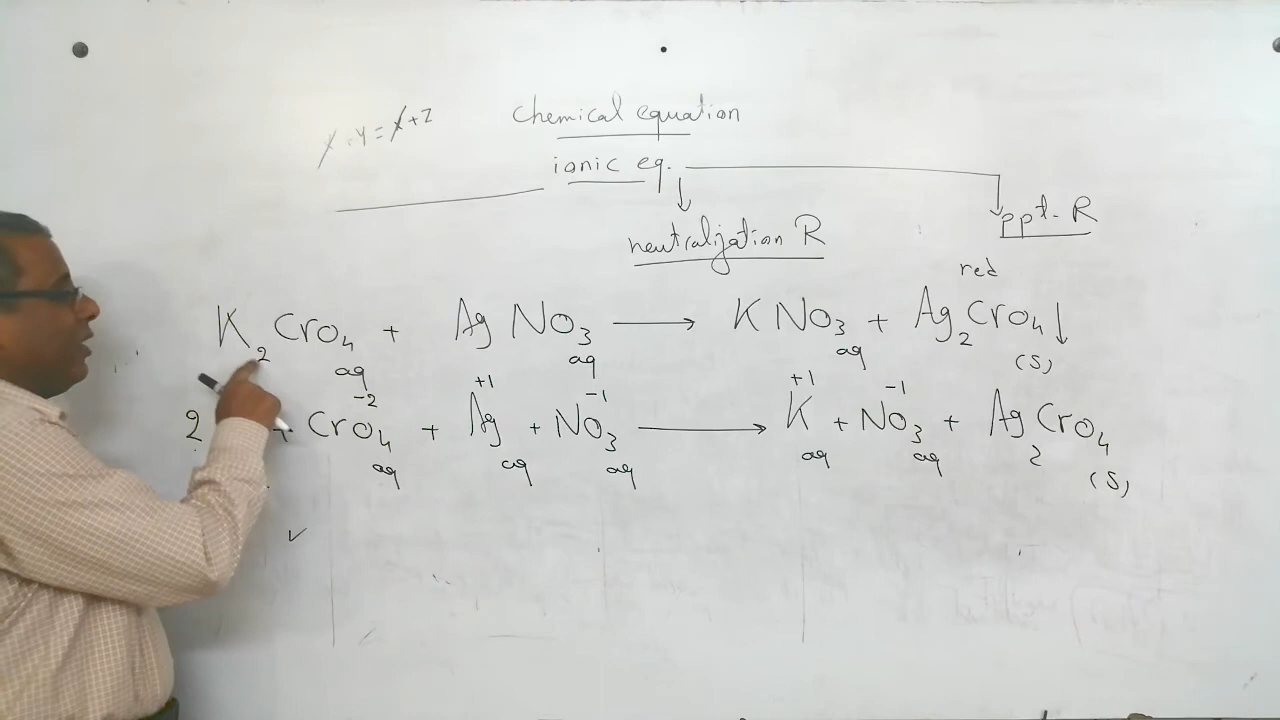 chemical equation
X + Y = X + Z
ionic eq.
neutralization R
ppt. R
red
K2CrO4 aq + AgNO3 aq → KNO3 aq + Ag2CrO4↓ (S)
2 + CrO4 -2 aq + Ag +1 aq + NO3 -1 aq → K +1 aq + NO3 -1 aq + Ag2CrO4 (S)